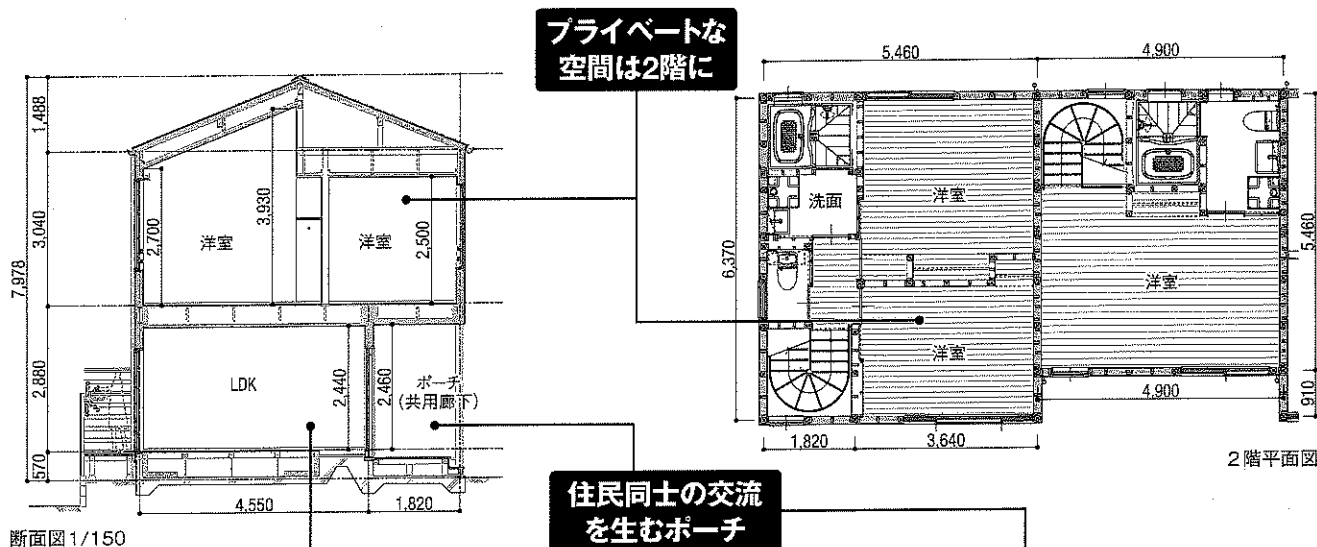 プライベートな
空間は2階に
1,488
3,040
2,880
570
7,978
2,700
3,930
2,500
洋室
洋室
LDK
2,440
2,460
ポーチ
(共用廊下)
4,550
1,820
断面図1/150
5,460
4,900
6,370
洗面
洋室
洋室
洋室
5,460
910
4,900
1,820
3,640
2階平面図
住民同士の交流
を生むポーチ